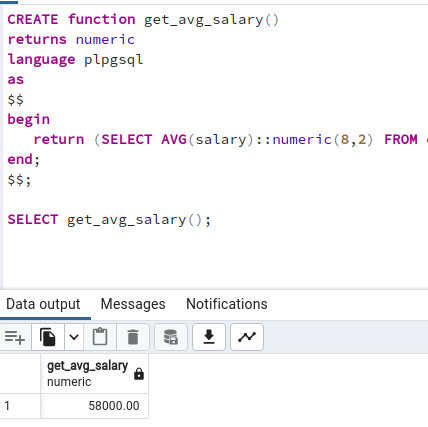 CREATE function get_avg_salary()
returns numeric
language plpgsql
as
$$
begin
return (SELECT AVG(salary)::numeric(8,2) FROM
end;
$$;
SELECT get_avg_salary();
Data output Messages Notifications
get_avg_salary
numeric
1 58000.00